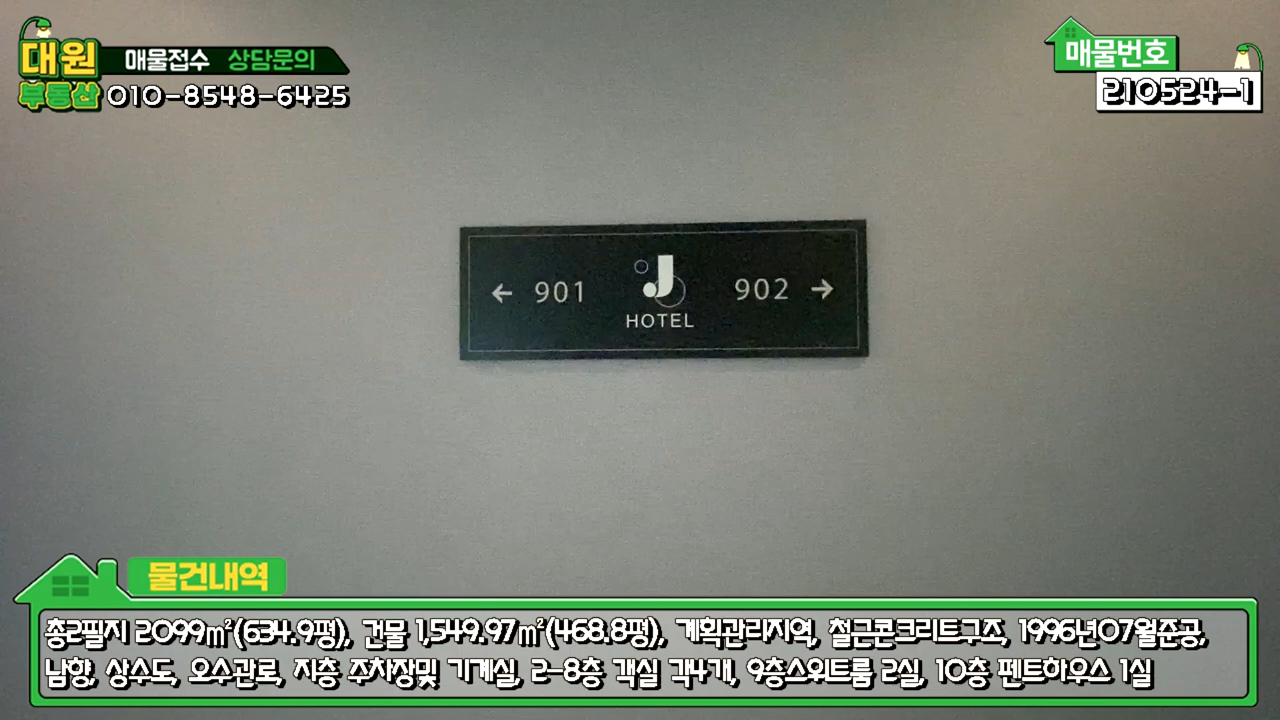 대원 매물접수 상담문의
부동산 010-8548-6425
매물번호
210524-1
← 901 J 902 →
HOTEL
물건내역
총2필지 2099㎡(634.9평), 건물 1,549.97㎡(468.8평), 계획관리지역, 철근콘크리트구조, 1996년07월준공,
남향, 상수도, 오수관로, 지층 주차장및 기계실, 2-8층 객실 각4개, 9층스위트룸 2실, 10층 펜트하우스 1실